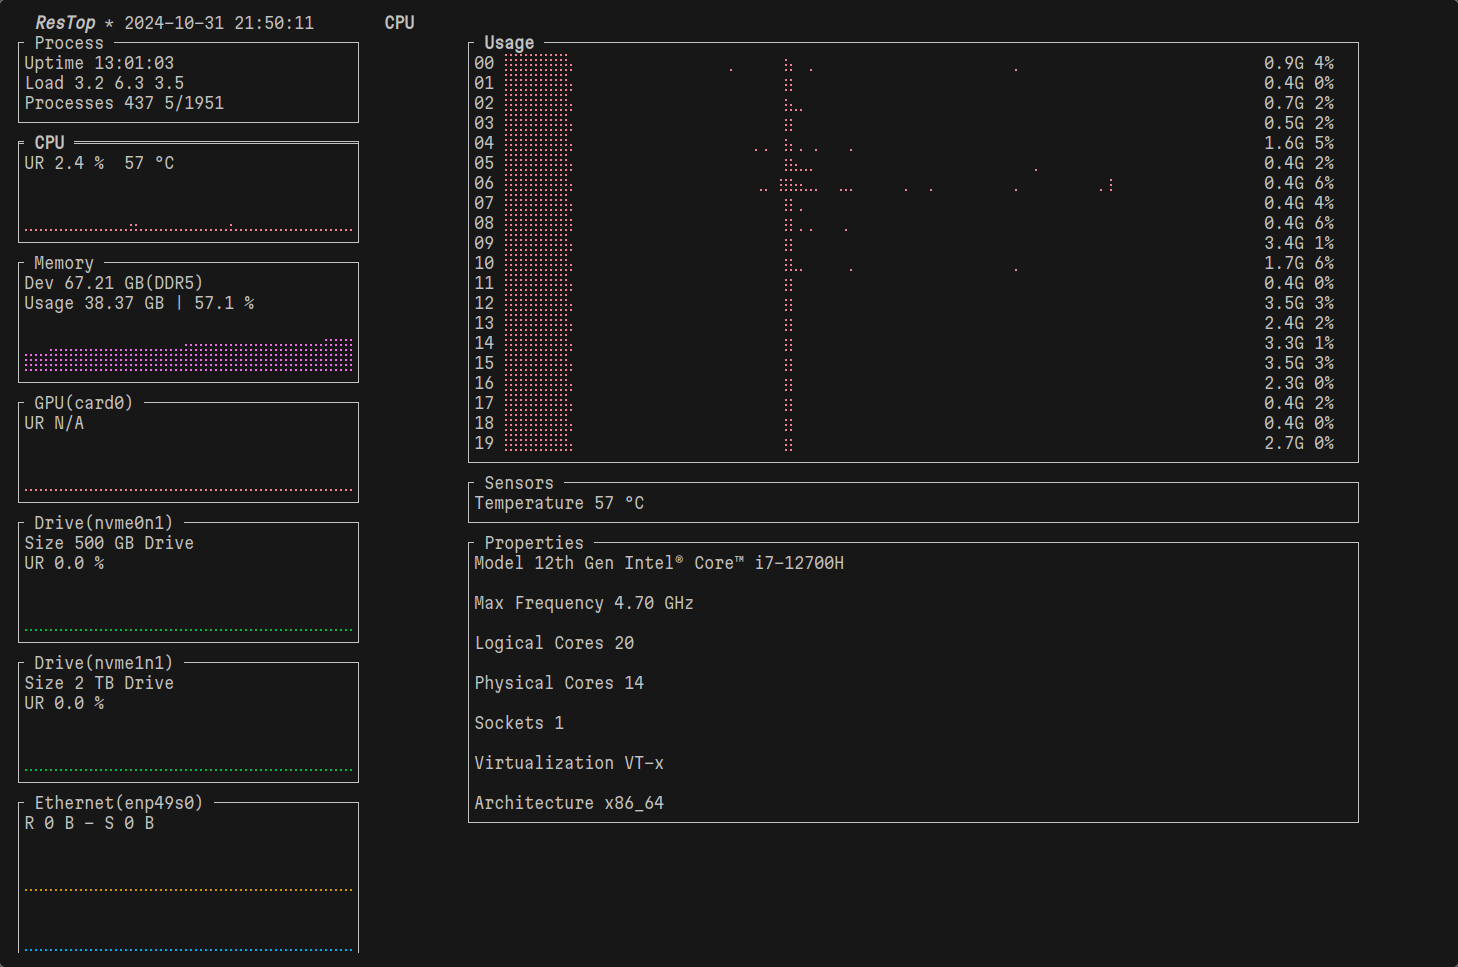 ResTop * 2024-10-31 21:50:11
Process
Uptime 13:01:03
Load 3.2 6.3 3.5
Processes 437 5/1951
CPU
UR 2.4 %  57 °C
Memory
Dev 67.21 GB(DDR5)
Usage 38.37 GB | 57.1 %
GPU(card0)
UR N/A
Drive(nvme0n1)
Size 500 GB Drive
UR 0.0 %
Drive(nvme1n1)
Size 2 TB Drive
UR 0.0 %
Ethernet(enp49s0)
R 0 B - S 0 B
CPU
Usage
00 0.9G 4%
01 0.4G 0%
02 0.7G 2%
03 0.5G 2%
04 1.6G 5%
05 0.4G 2%
06 0.4G 6%
07 0.4G 4%
08 0.4G 6%
09 3.4G 1%
10 1.7G 6%
11 0.4G 0%
12 3.5G 3%
13 2.4G 2%
14 3.3G 1%
15 3.5G 3%
16 2.3G 0%
17 0.4G 2%
18 0.4G 0%
19 2.7G 0%
Sensors
Temperature 57 °C
Properties
Model 12th Gen Intel® Core™ i7-12700H
Max Frequency 4.70 GHz
Logical Cores 20
Physical Cores 14
Sockets 1
Virtualization VT-x
Architecture x86_64